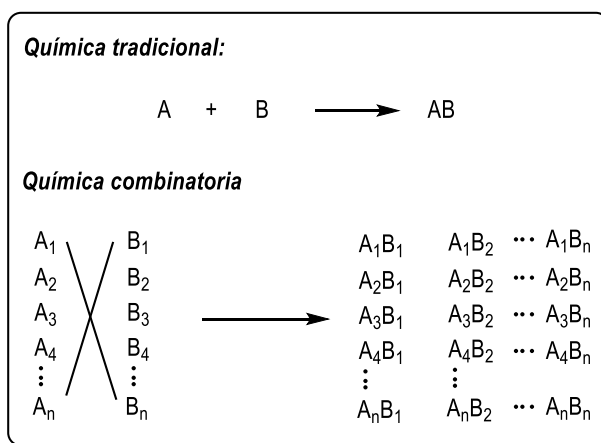 Química tradicional:
A + B AB
Química combinatoria
A₁ B₁ A₁B₁ A₁B₂ ··· A₁Bₙ
A₂ B₂ A₂B₁ A₂B₂ ··· A₂Bₙ
A₃ B₃ A₃B₁ A₃B₂ ··· A₃Bₙ
A₄ B₄ A₄B₁ A₄B₂ ··· A₄Bₙ
Aₙ Bₙ AₙB₁ AₙB₂ ··· AₙBₙ